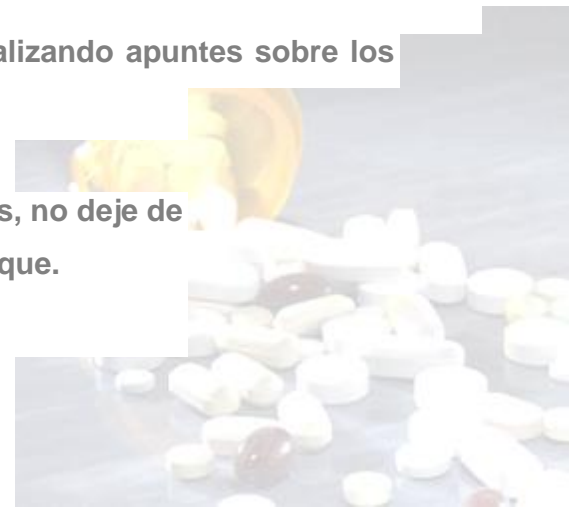 alizando apuntes sobre los
s, no deje de
que.